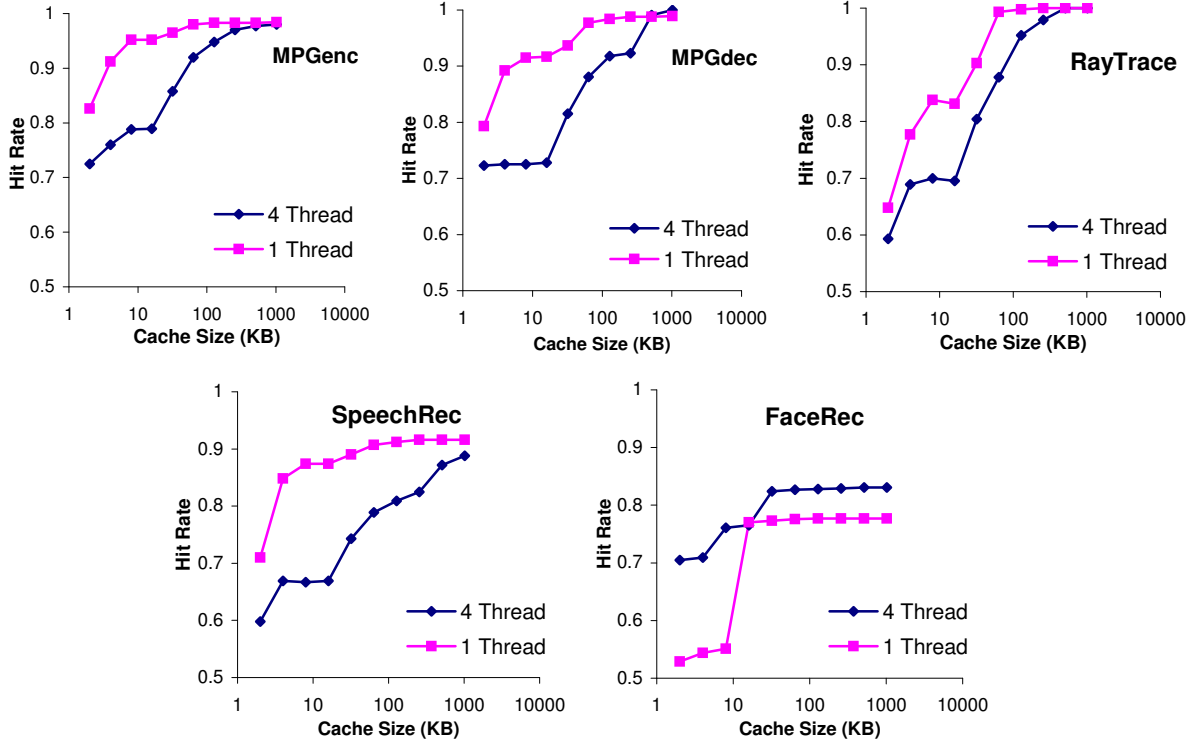 MPGenc
Hit Rate
1
0.9
0.8
0.7
0.6
0.5
4 Thread
1 Thread
1 10 100 1000 10000
Cache Size (KB)
MPGdec
Hit Rate
1
0.9
0.8
0.7
0.6
0.5
4 Thread
1 Thread
1 10 100 1000 10000
Cache Size (KB)
RayTrace
Hit Rate
1
0.9
0.8
0.7
0.6
0.5
4 Thread
1 Thread
1 10 100 1000 10000
Cache Size (KB)
SpeechRec
Hit Rate
1
0.9
0.8
0.7
0.6
0.5
4 Thread
1 Thread
1 10 100 1000 10000
Cache Size (KB)
FaceRec
Hit Rate
1
0.9
0.8
0.7
0.6
0.5
4 Thread
1 Thread
1 10 100 1000 10000
Cache Size (KB)